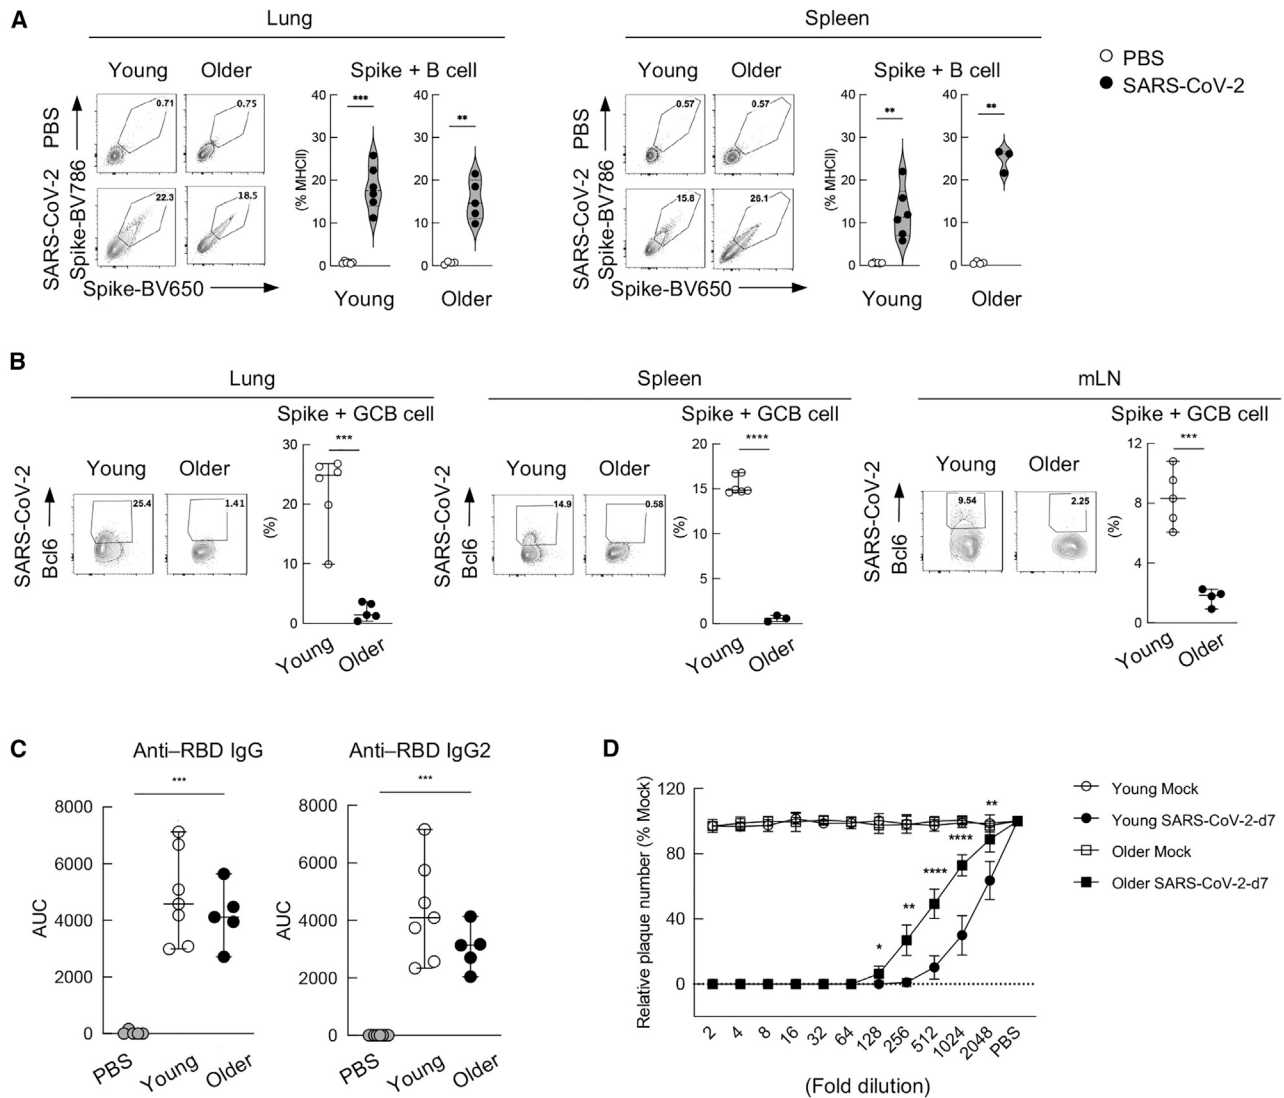 A
Lung
Spleen
PBS
SARS-CoV-2
Young
Older
Spike + B cell
Young
Older
Spike + B cell
SARS-CoV-2 PBS
Spike-BV786
0.71
0.75
22.3
18.5
Spike-BV650
(% MHCII)
40
30
20
10
0
***
Young
40
30
20
10
0
**
Older
SARS-CoV-2 PBS
Spike-BV786
0.57
0.57
15.8
26.1
Spike-BV650
(% MHCII)
40
30
20
10
0
**
Young
40
30
20
10
0
**
Older
B
Lung
Spleen
mLN
Spike + GCB cell
Spike + GCB cell
Spike + GCB cell
SARS-CoV-2
Bcl6
Young
Older
25.4
1.41
(%)
30
20
10
0
***
Young
Older
SARS-CoV-2
Bcl6
Young
Older
14.9
0.58
(%)
20
15
10
5
0
****
Young
Older
SARS-CoV-2
Bcl6
Young
Older
9.54
2.25
(%)
12
8
4
0
***
Young
Older
C
Anti–RBD IgG
AUC
8000
6000
4000
2000
0
***
PBS
Young
Older
Anti–RBD IgG2
AUC
8000
6000
4000
2000
0
***
PBS
Young
Older
D
Relative plaque number (% Mock)
120
80
40
0
*
**
****
****
**
2
4
8
16
32
64
128
256
512
1024
2048
PBS
(Fold dilution)
Young Mock
Young SARS-CoV-2-d7
Older Mock
Older SARS-CoV-2-d7